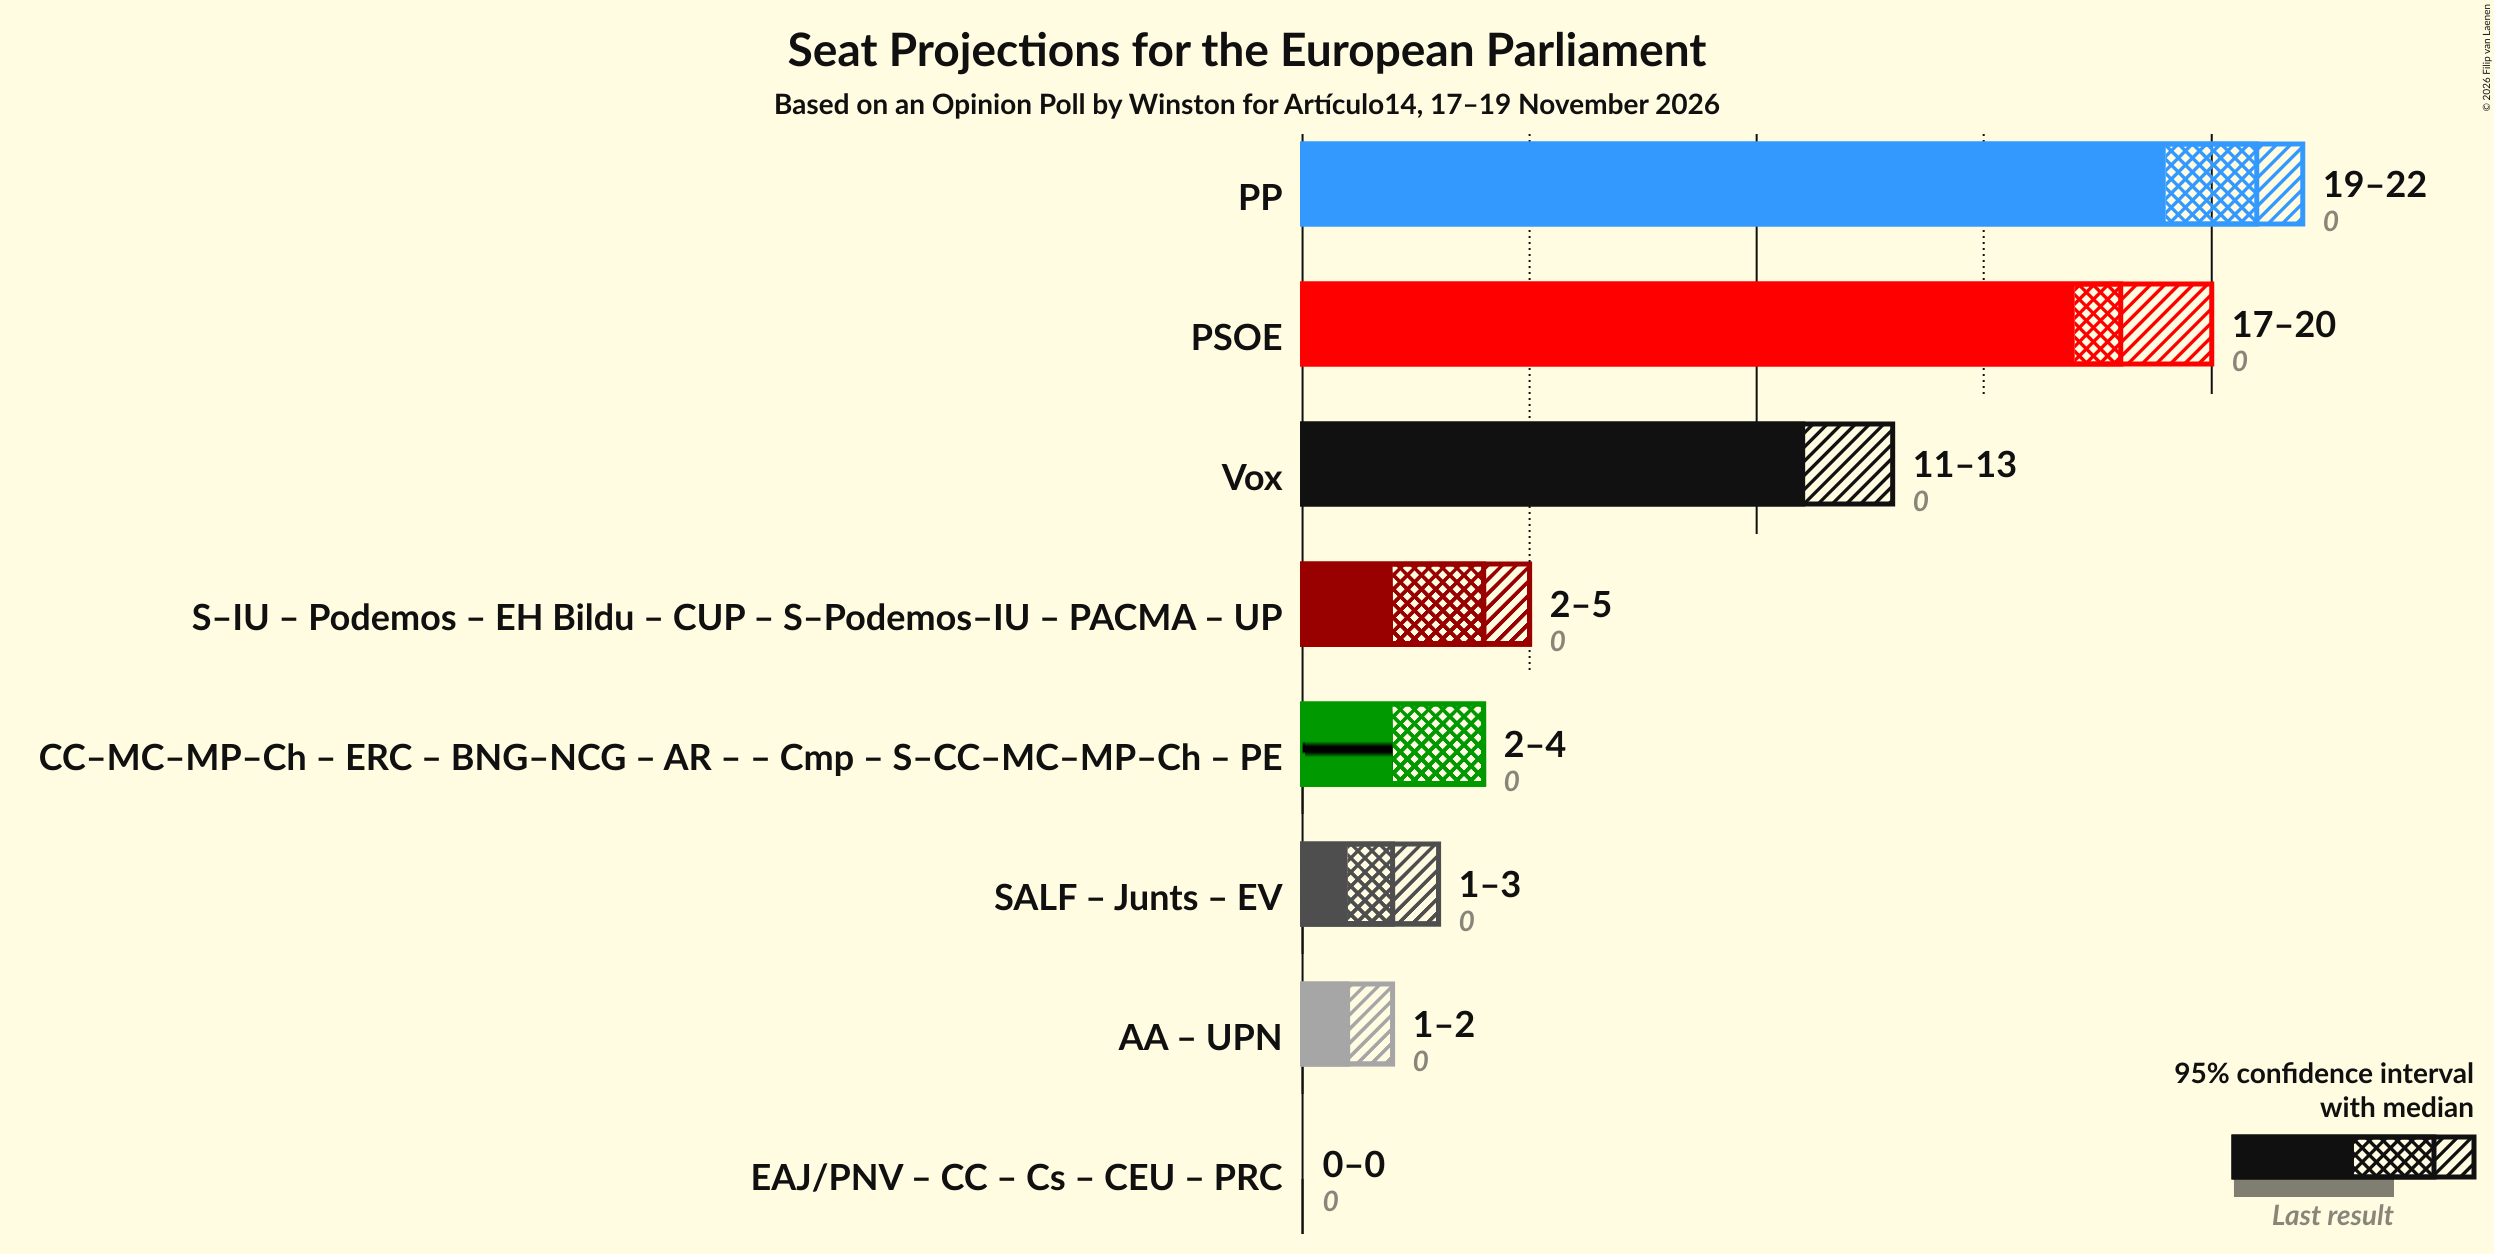 Seat Projections for the European Parliament
Based on an Opinion Poll by Winston for Artículo14, 17–19 November 2026
© 2026 Filip van Laenen
PP
19–22
0
PSOE
17–20
0
Vox
11–13
0
S–IU – Podemos – EH Bildu – CUP – S–Podemos–IU – PACMA – UP
2–5
0
CC–MC–MP–Ch – ERC – BNG–NCG – AR – – Cmp – S–CC–MC–MP–Ch – PE
2–4
0
SALF – Junts – EV
1–3
0
AA – UPN
1–2
0
EAJ/PNV – CC – Cs – CEU – PRC
0–0
0
95% confidence interval
with median
Last result